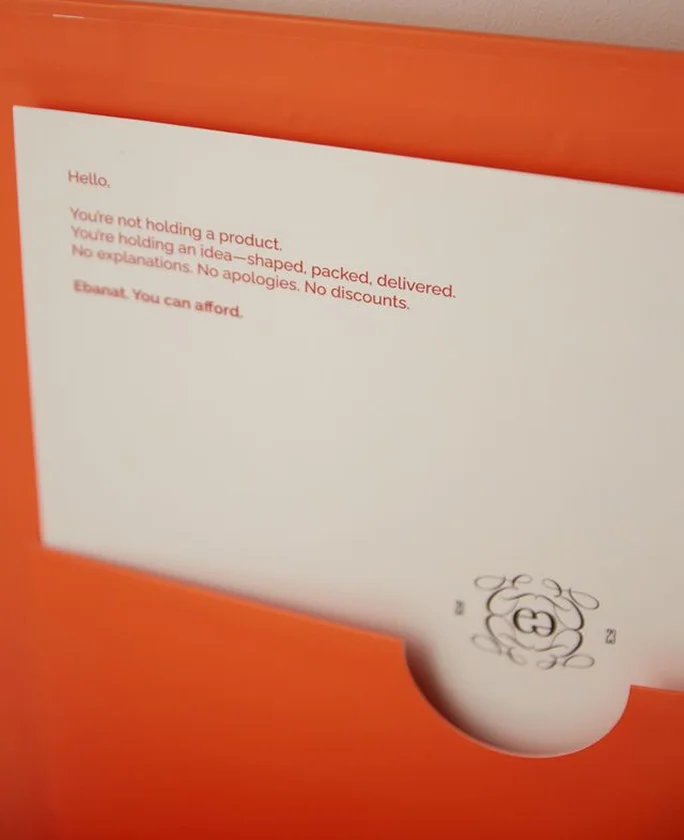 Hello,
You're not holding a product.
You're holding an idea—shaped, packed, delivered.
No explanations. No apologies. No discounts.
Ebanat. You can afford.
23